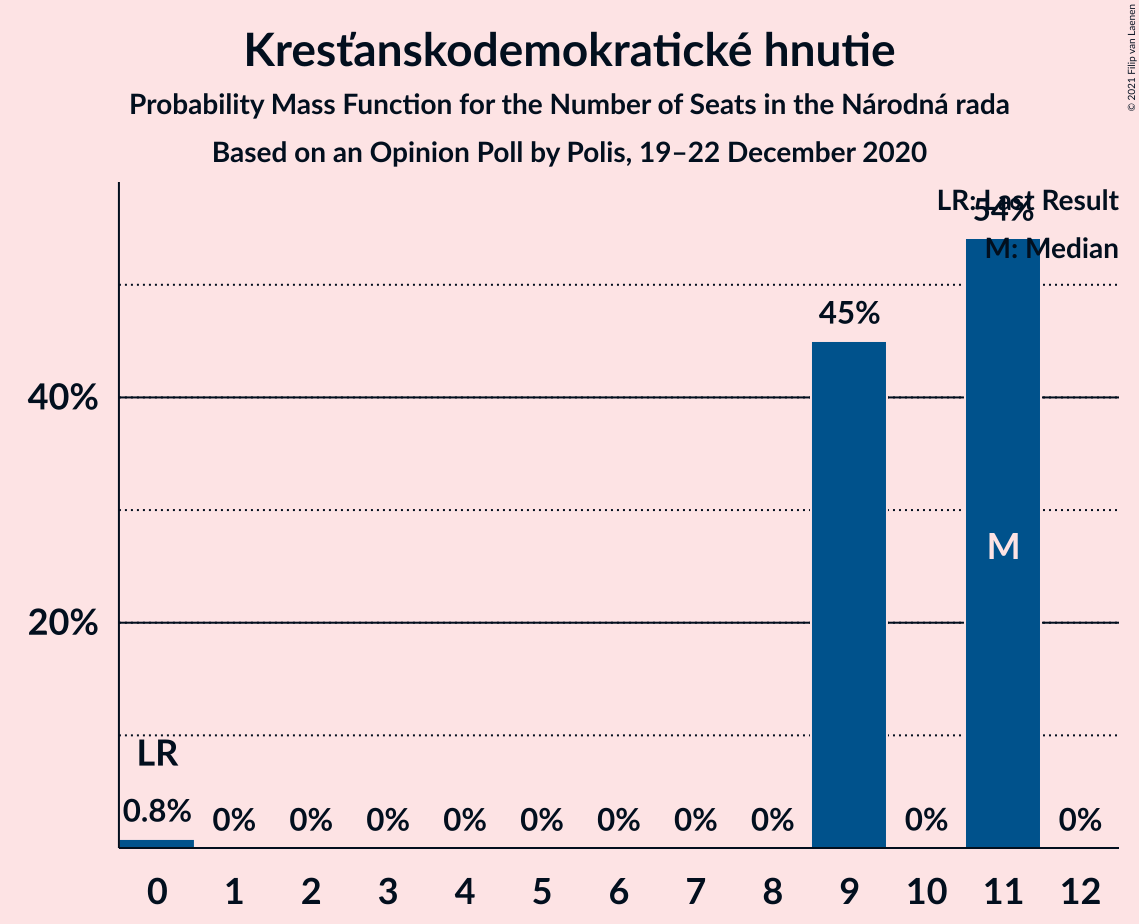 Kresťanskodemokratické hnutie
Probability Mass Function for the Number of Seats in the Národná rada
Based on an Opinion Poll by Polis, 19–22 December 2020
© 2021 Filip van Laenen
LR: Last Result
M: Median
54%
45%
40%
M
20%
LR
0.8% 0% 0% 0% 0% 0% 0% 0% 0% 0% 0%
0 1 2 3 4 5 6 7 8 9 10 11 12